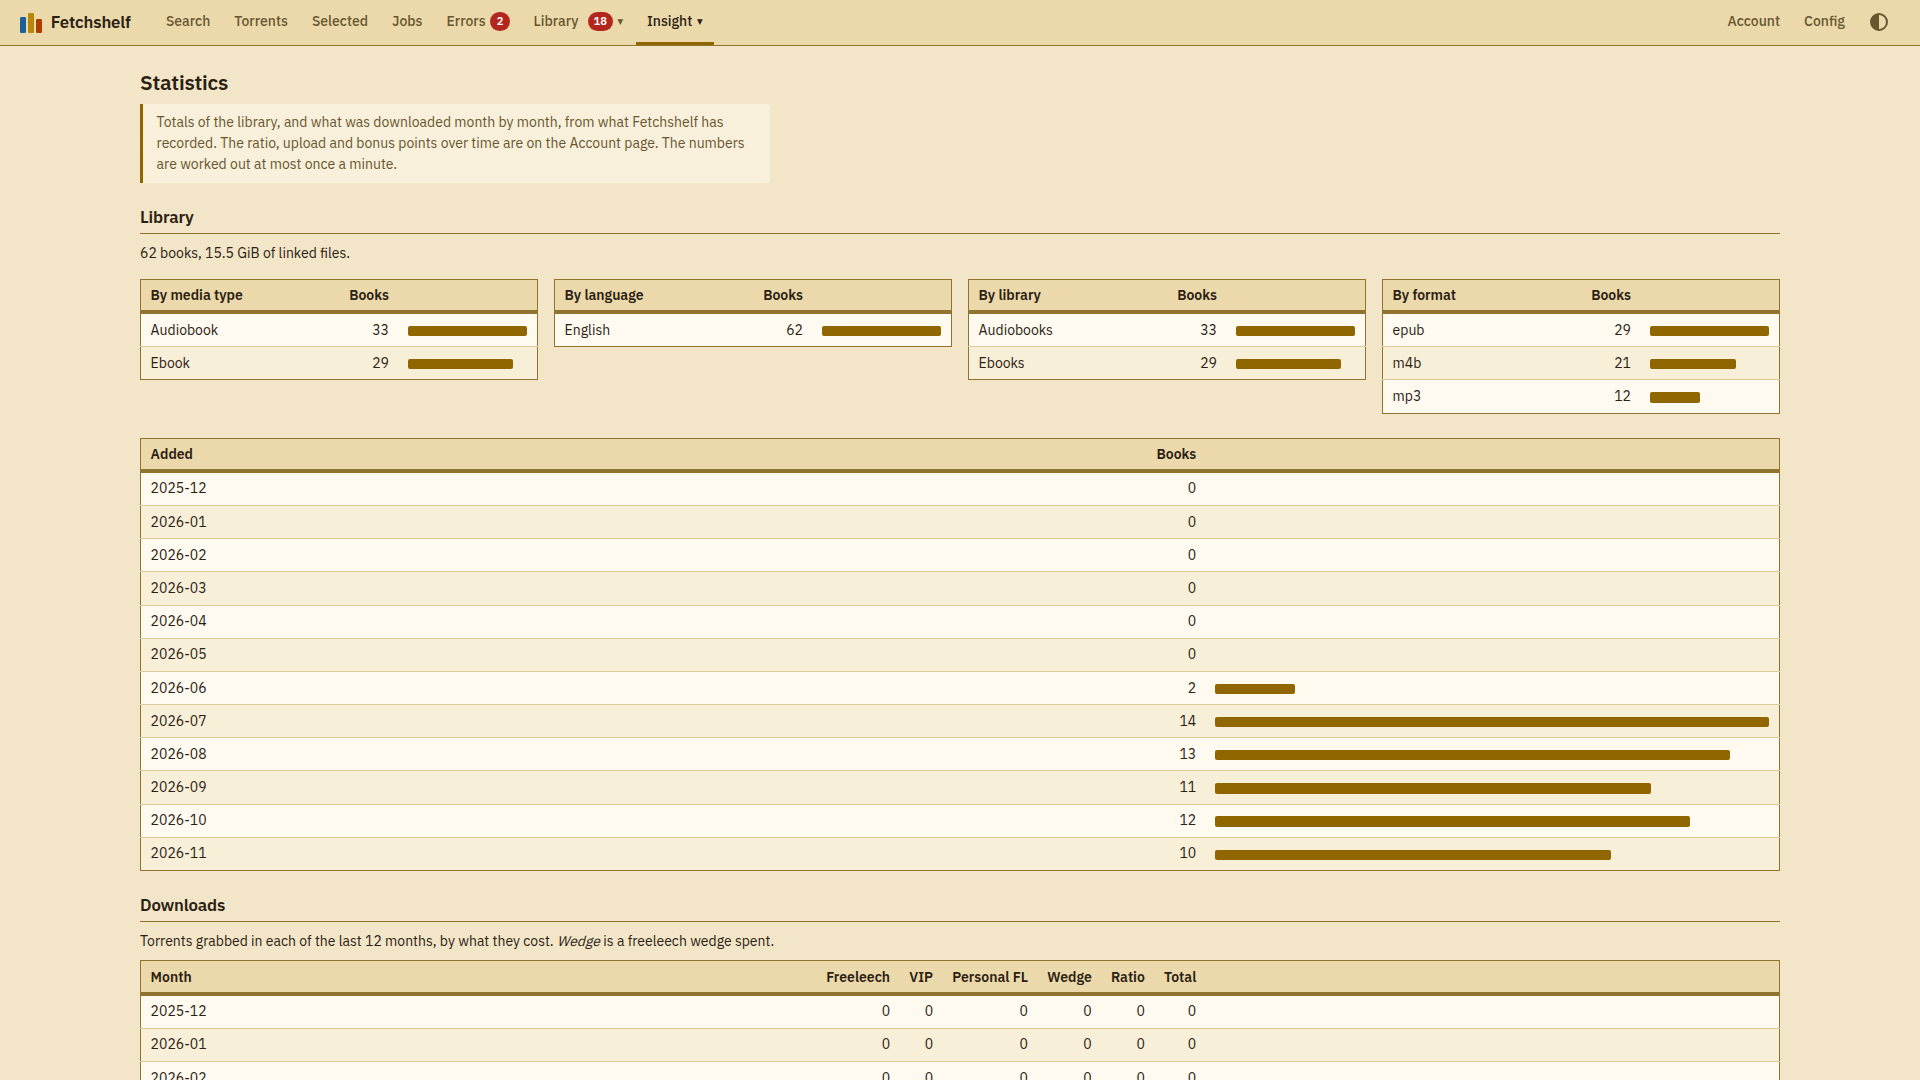 Fetchshelf Search Torrents Selected Jobs Errors 2 Library 18 ▾ Insight ▾ Account Config
Statistics
Totals of the library, and what was downloaded month by month, from what Fetchshelf has
recorded. The ratio, upload and bonus points over time are on the Account page. The numbers
are worked out at most once a minute.
Library
62 books, 15.5 GiB of linked files.
By media type Books
Audiobook 33
Ebook 29
By language Books
English 62
By library Books
Audiobooks 33
Ebooks 29
By format Books
epub 29
m4b 21
mp3 12
Added Books
2025-12 0
2026-01 0
2026-02 0
2026-03 0
2026-04 0
2026-05 0
2026-06 2
2026-07 14
2026-08 13
2026-09 11
2026-10 12
2026-11 10
Downloads
Torrents grabbed in each of the last 12 months, by what they cost. Wedge is a freeleech wedge spent.
Month Freeleech VIP Personal FL Wedge Ratio Total
2025-12 0 0 0 0 0 0
2026-01 0 0 0 0 0 0
2026-02 0 0 0 0 0 0